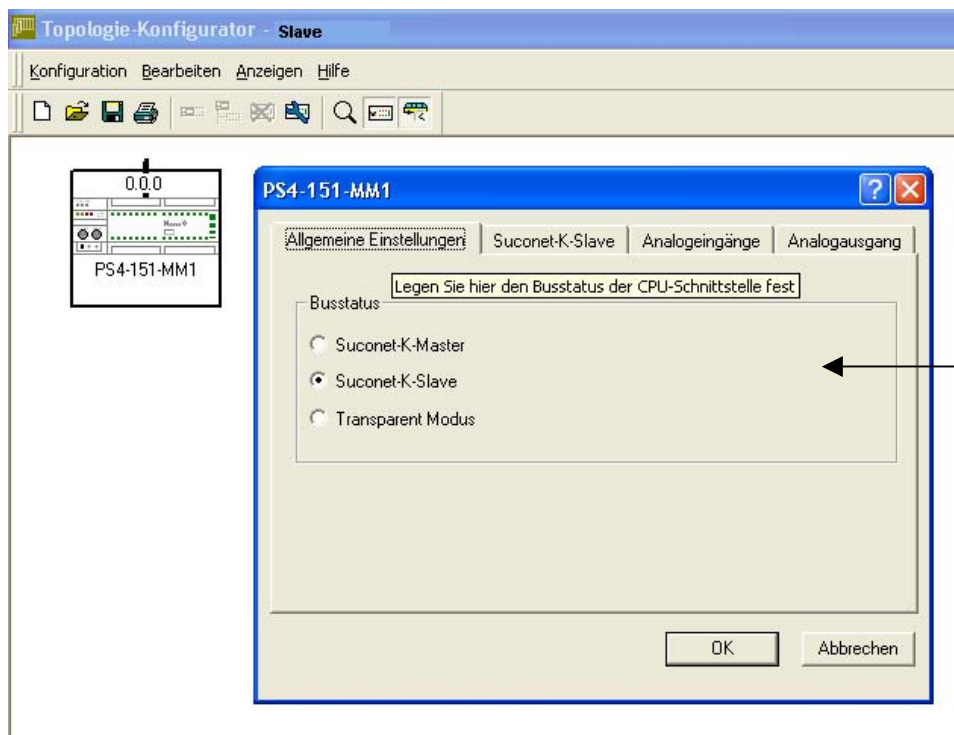 Topologie-Konfigurator - Slave
Konfiguration Bearbeiten Anzeigen Hilfe
0.0.0
PS4-151-MM1
PS4-151-MM1
Allgemeine Einstellungen Suconet-K-Slave Analogeingänge Analogausgang
Legen Sie hier den Busstatus der CPU-Schnittstelle fest
Busstatus
Suconet-K-Master
Suconet-K-Slave
Transparent Modus
OK Abbrechen